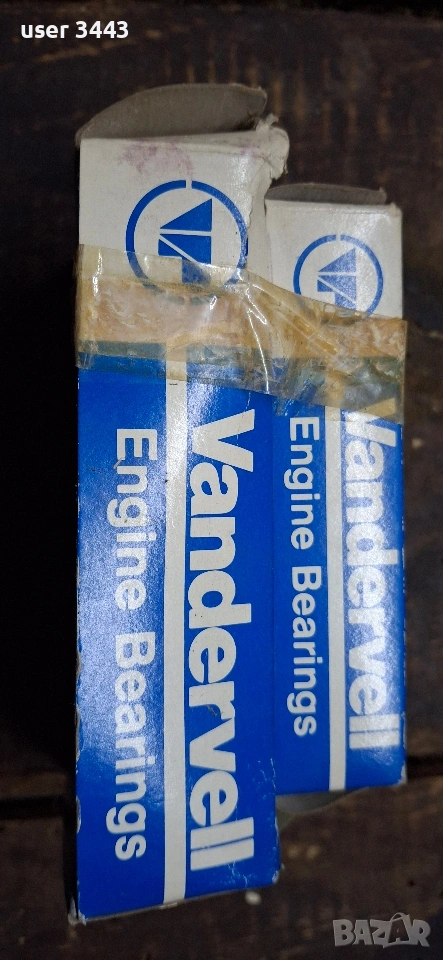 user 3443
Vandervell
Engine Bearings
Vandervell
Engine Bearings
BAZAR